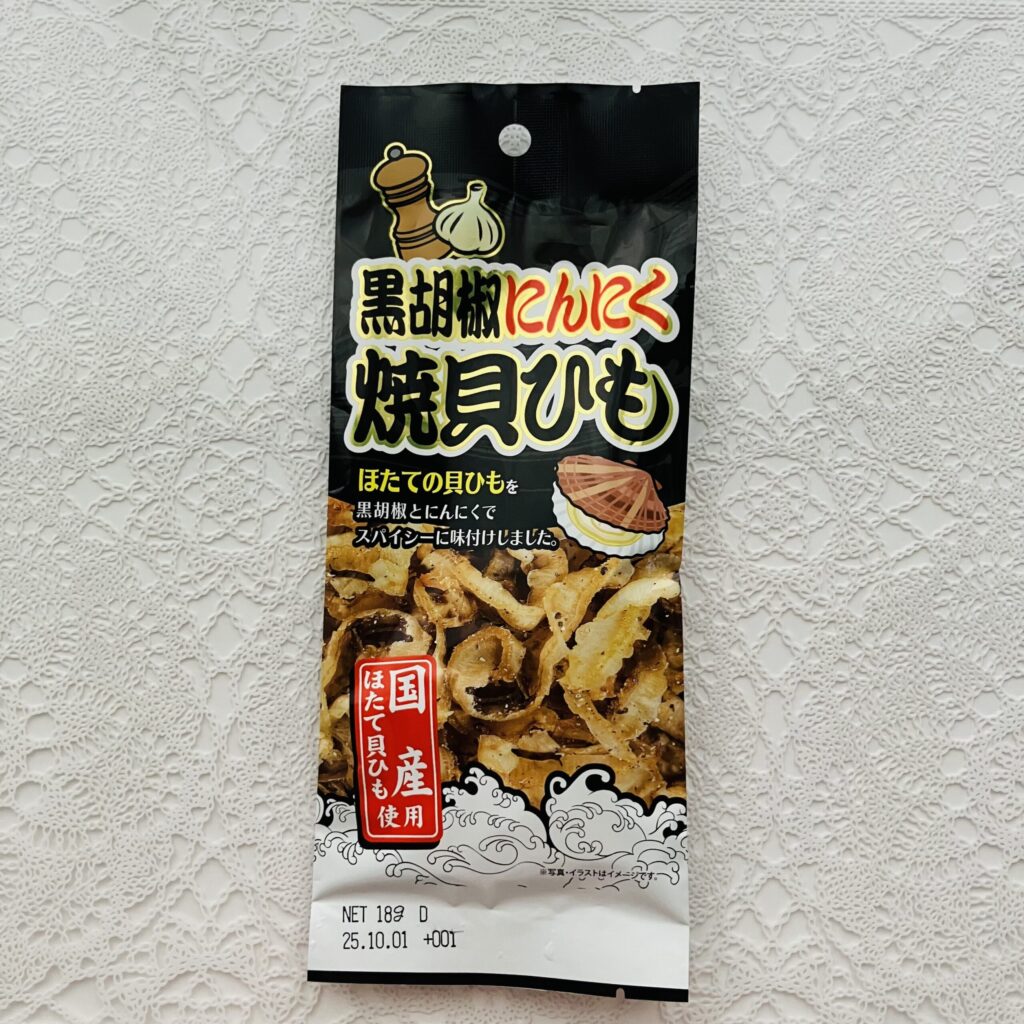 黒胡椒にんにく
焼貝ひも
ほたての貝ひもを
黒胡椒とにんにくで
スパイシーに味付けしました。
国産
ほたて貝ひも
使用
※写真・イラストはイメージです。
NET 18g D
25.10.01 +001